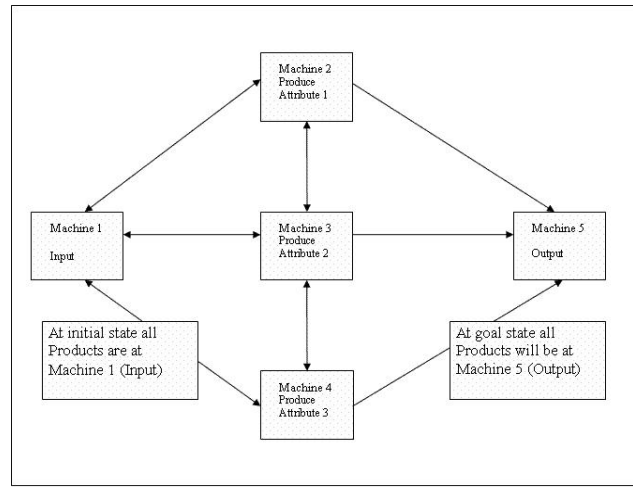 Machine 2
Produce
Attribute 1
Machine 1
Input
Machine 3
Produce
Attribute 2
Machine 5
Output
At initial state all
Products are at
Machine 1 (Input)
At goal state all
Products will be at
Machine 5 (Output)
Machine 4
Produce
Attribute 3